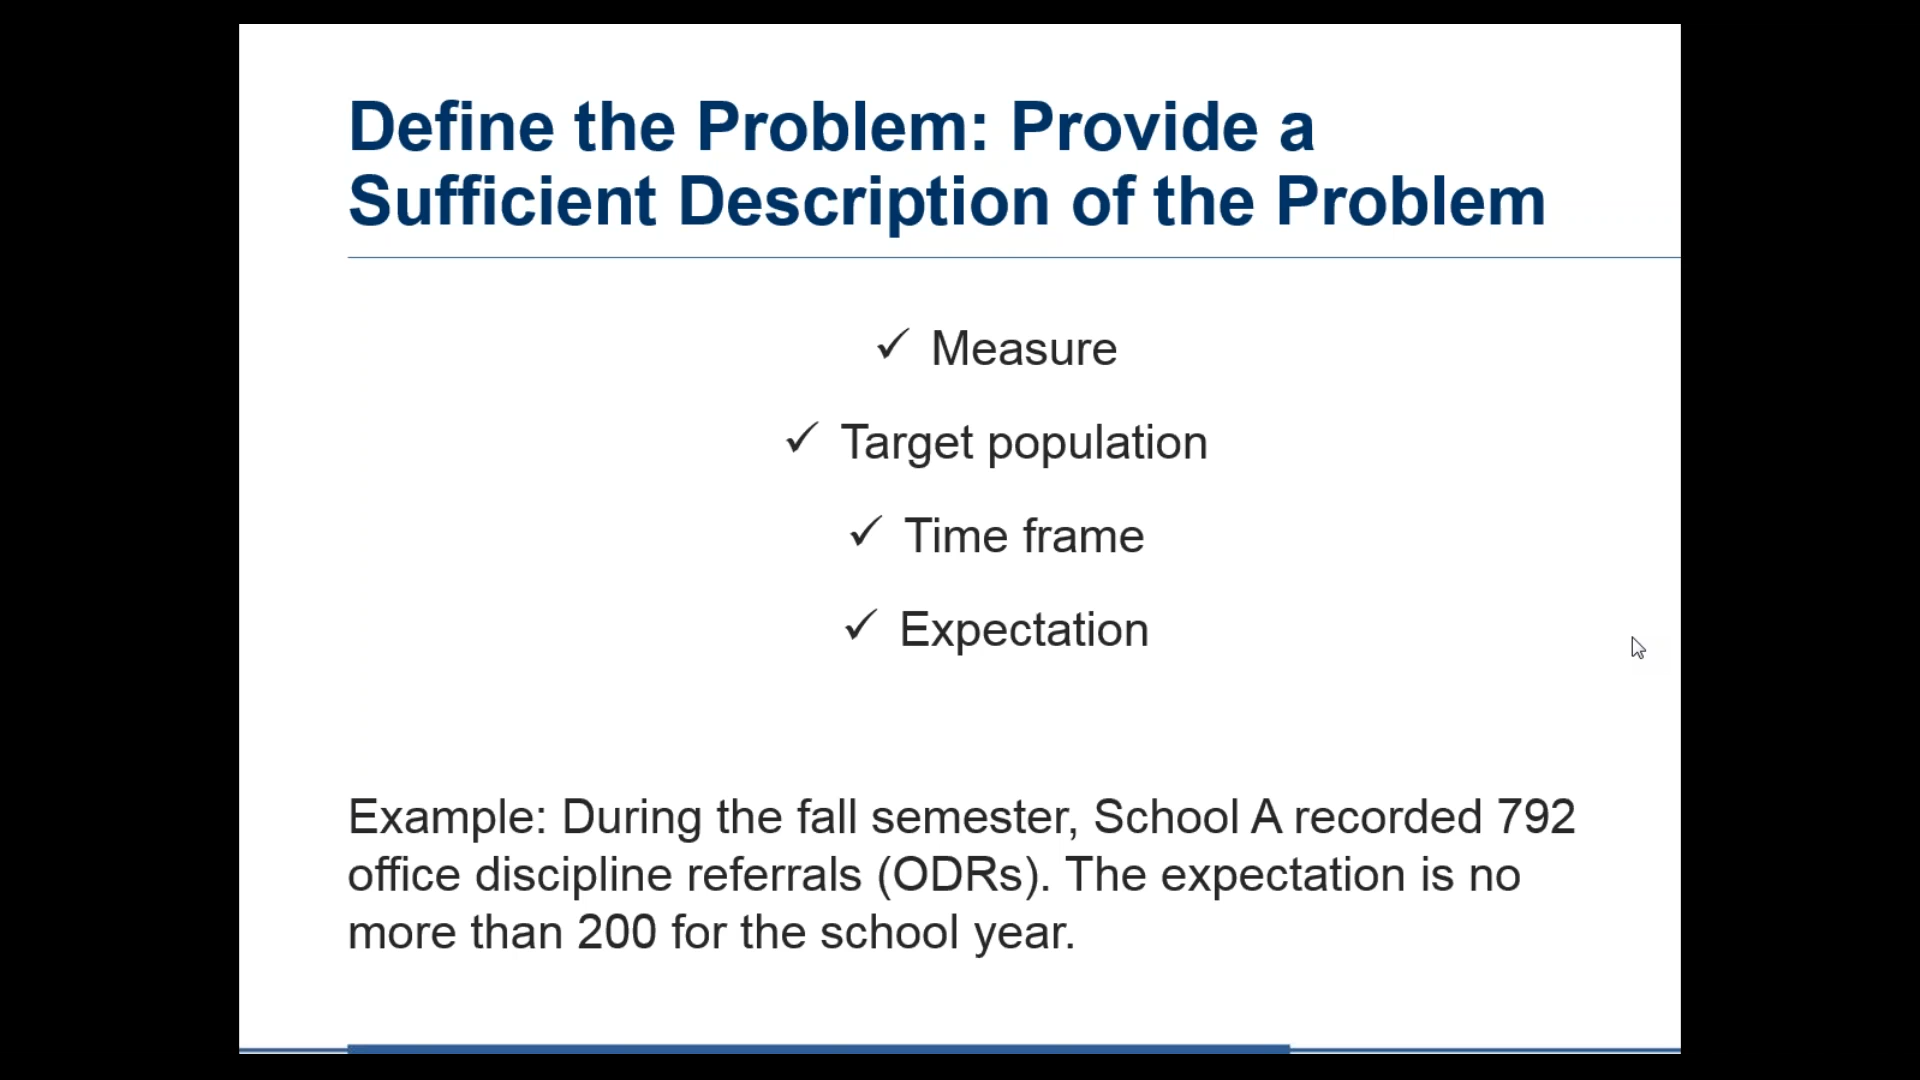 Define the Problem: Provide a
Sufficient Description of the Problem
✓ Measure
✓ Target population
✓ Time frame
✓ Expectation
Example: During the fall semester, School A recorded 792
office discipline referrals (ODRs). The expectation is no
more than 200 for the school year.